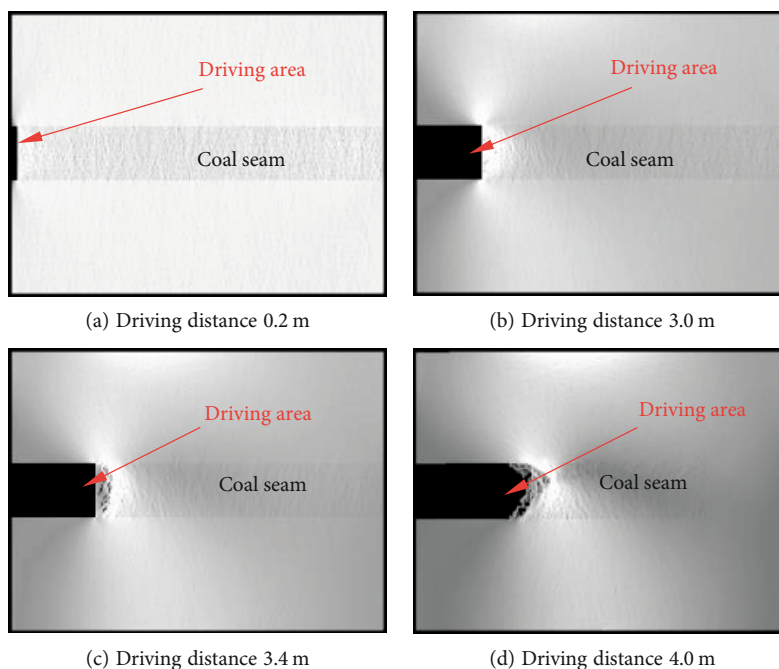 Driving area
Coal seam
(a) Driving distance 0.2 m
Driving area
Coal seam
(b) Driving distance 3.0 m
Driving area
Coal seam
(c) Driving distance 3.4 m
Driving area
Coal seam
(d) Driving distance 4.0 m